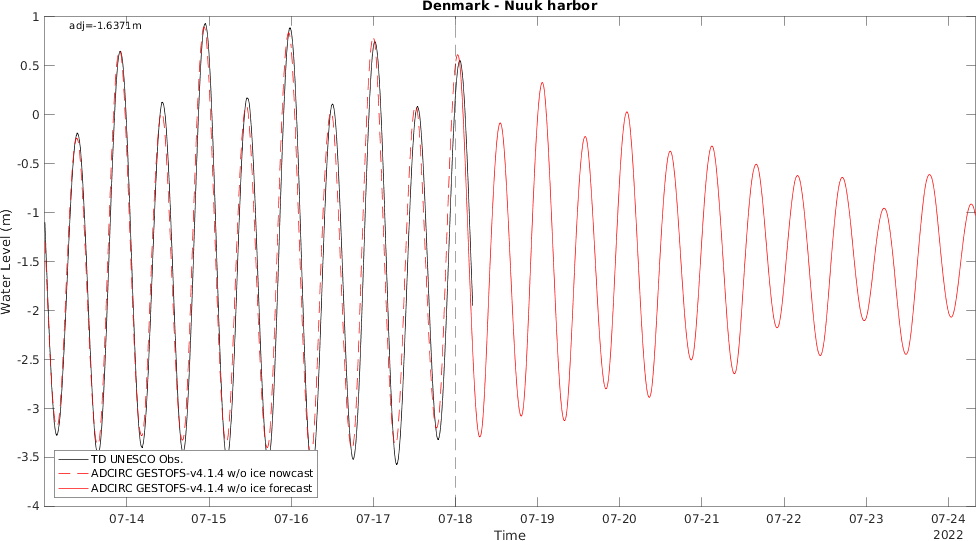 Denmark - Nuuk harbor
adj=-1.6371m
1
0.5
0
-0.5
-1
-1.5
-2
-2.5
-3
-3.5
-4
Water Level (m)
TD UNESCO Obs.
ADCIRC GESTOFS-v4.1.4 w/o ice nowcast
ADCIRC GESTOFS-v4.1.4 w/o ice forecast
07-14 07-15 07-16 07-17 07-18 07-19 07-20 07-21 07-22 07-23 07-24
Time
2022